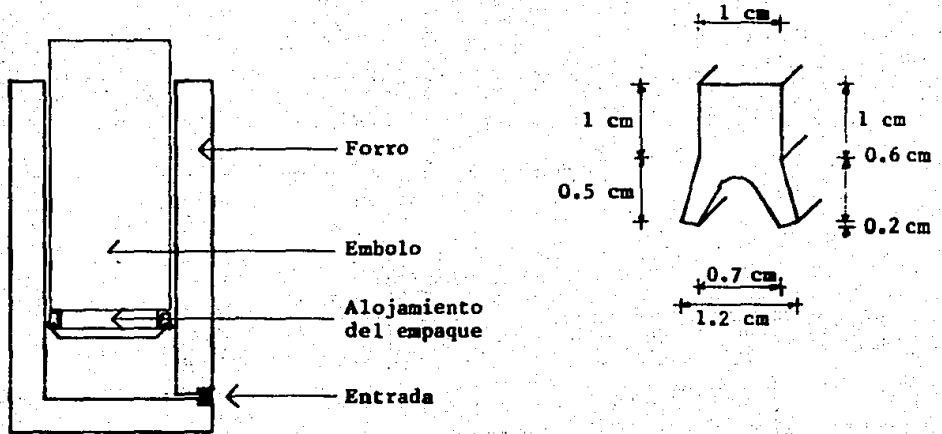 Forro
Embolo
Alojamiento
del empaque
Entrada
1 cm
1 cm
0.5 cm
1 cm
0.6 cm
0.2 cm
0.7 cm
1.2 cm